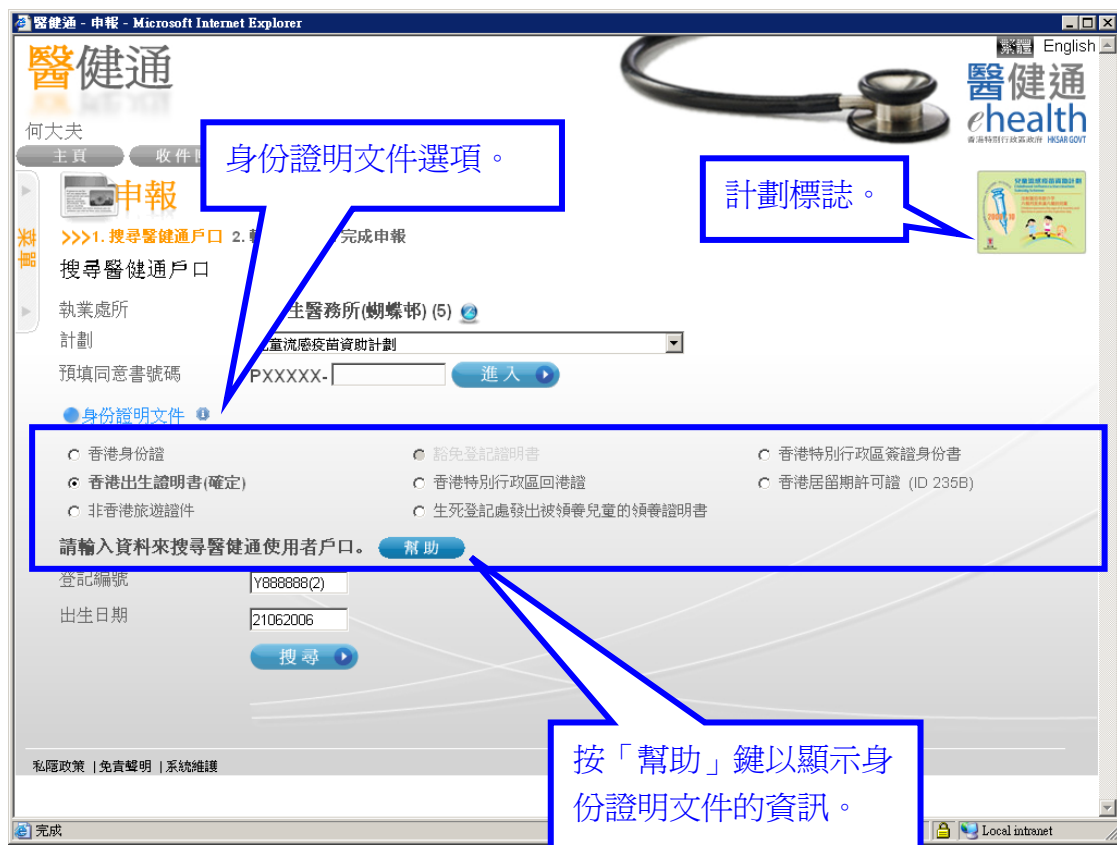 醫健通 - 申報 - Microsoft Internet Explorer
繁體 English
醫健通
醫健通
ehealth
香港特別行政區政府 HKSAR GOVT
何大夫
主頁 收件
身份證明文件選項。
計劃標誌。
申報
菜單
>>>1. 搜尋醫健通戶口 2. 完成申報
搜尋醫健通戶口
執業處所 生醫務所(蝴蝶邨) (5)
計劃 童流感疫苗資助計劃
預填同意書號碼 PXXXXX- 進入
身份證明文件
香港身份證 豁免登記證明書 香港特別行政區簽證身份書
香港出生證明書(確定) 香港特別行政區回港證 香港居留期許可證 (ID 235B)
非香港旅遊證件 生死登記處發出被領養兒童的領養證明書
請輸入資料來搜尋醫健通使用者戶口。 幫助
登記編號 Y888888(2)
出生日期 21062006
搜尋
按「幫助」鍵以顯示身
份證明文件的資訊。
私隱政策 | 免責聲明 | 系統維護
完成 Local intranet